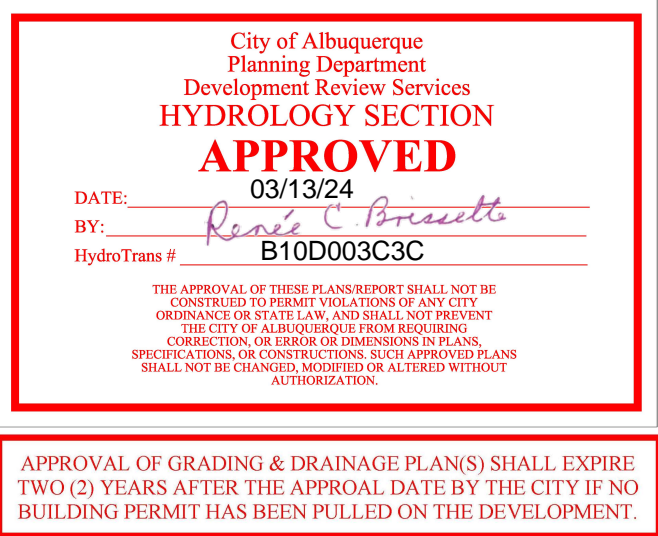 City of Albuquerque
Planning Department
Development Review Services
HYDROLOGY SECTION
APPROVED
DATE: 03/13/24
BY: Renée C. Brissette
HydroTrans # B10D003C3C
THE APPROVAL OF THESE PLANS/REPORT SHALL NOT BE
CONSTRUED TO PERMIT VIOLATIONS OF ANY CITY
ORDINANCE OR STATE LAW, AND SHALL NOT PREVENT
THE CITY OF ALBUQUERQUE FROM REQUIRING
CORRECTION, OR ERROR OR DIMENSIONS IN PLANS,
SPECIFICATIONS, OR CONSTRUCTIONS. SUCH APPROVED PLANS
SHALL NOT BE CHANGED, MODIFIED OR ALTERED WITHOUT
AUTHORIZATION.
APPROVAL OF GRADING & DRAINAGE PLAN(S) SHALL EXPIRE
TWO (2) YEARS AFTER THE APPROAL DATE BY THE CITY IF NO
BUILDING PERMIT HAS BEEN PULLED ON THE DEVELOPMENT.